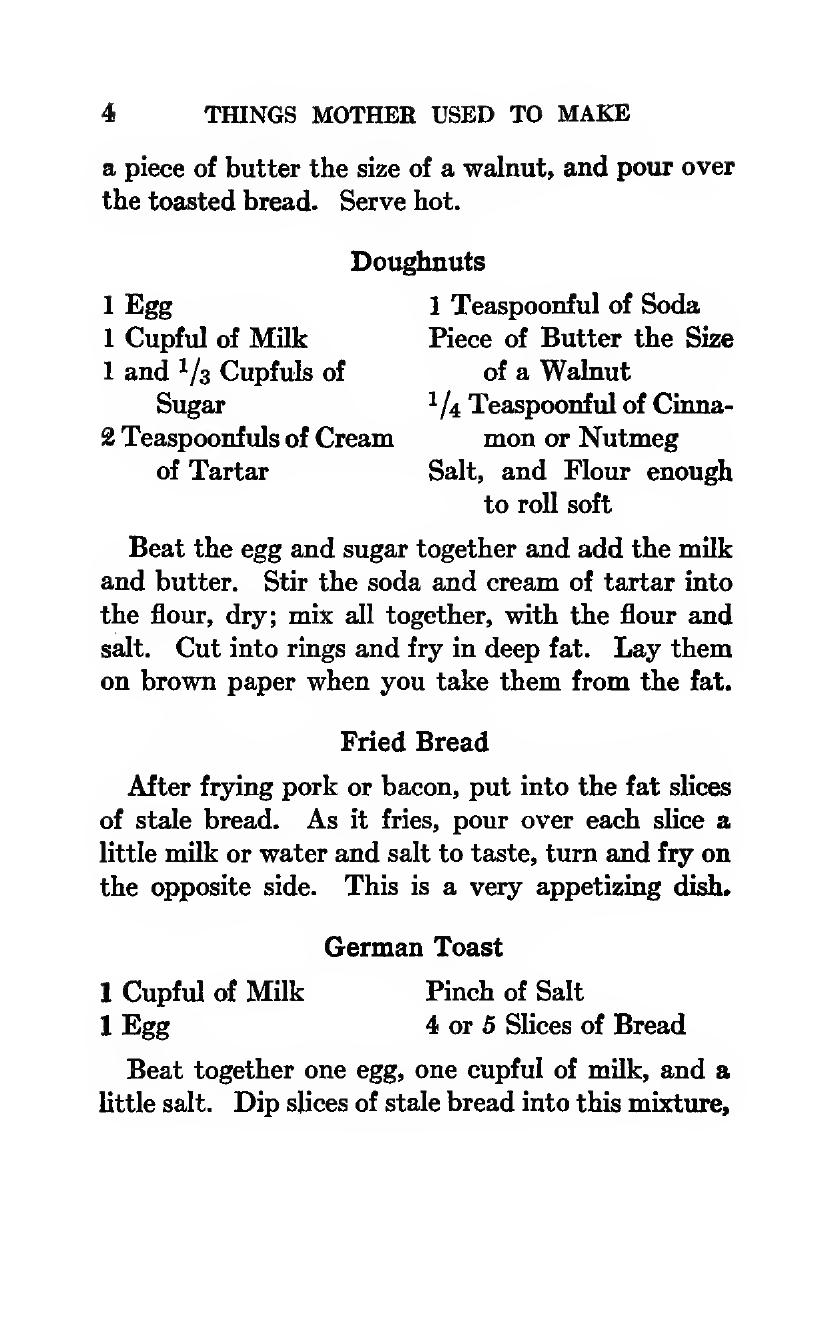 4 THINGS MOTHER USED TO MAKE
a piece of butter the size of a walnut, and pour over
the toasted bread. Serve hot.
Doughnuts
1 Egg
1 Cupful of Milk
1 and 1/3 Cupfuls of
Sugar
2 Teaspoonfuls of Cream
of Tartar
1 Teaspoonful of Soda
Piece of Butter the Size
of a Walnut
1/4 Teaspoonful of Cinna-
mon or Nutmeg
Salt, and Flour enough
to roll soft
Beat the egg and sugar together and add the milk
and butter. Stir the soda and cream of tartar into
the flour, dry; mix all together, with the flour and
salt. Cut into rings and fry in deep fat. Lay them
on brown paper when you take them from the fat.
Fried Bread
After frying pork or bacon, put into the fat slices
of stale bread. As it fries, pour over each slice a
little milk or water and salt to taste, turn and fry on
the opposite side. This is a very appetizing dish.
German Toast
1 Cupful of Milk
1 Egg
Pinch of Salt
4 or 5 Slices of Bread
Beat together one egg, one cupful of milk, and a
little salt. Dip slices of stale bread into this mixture,